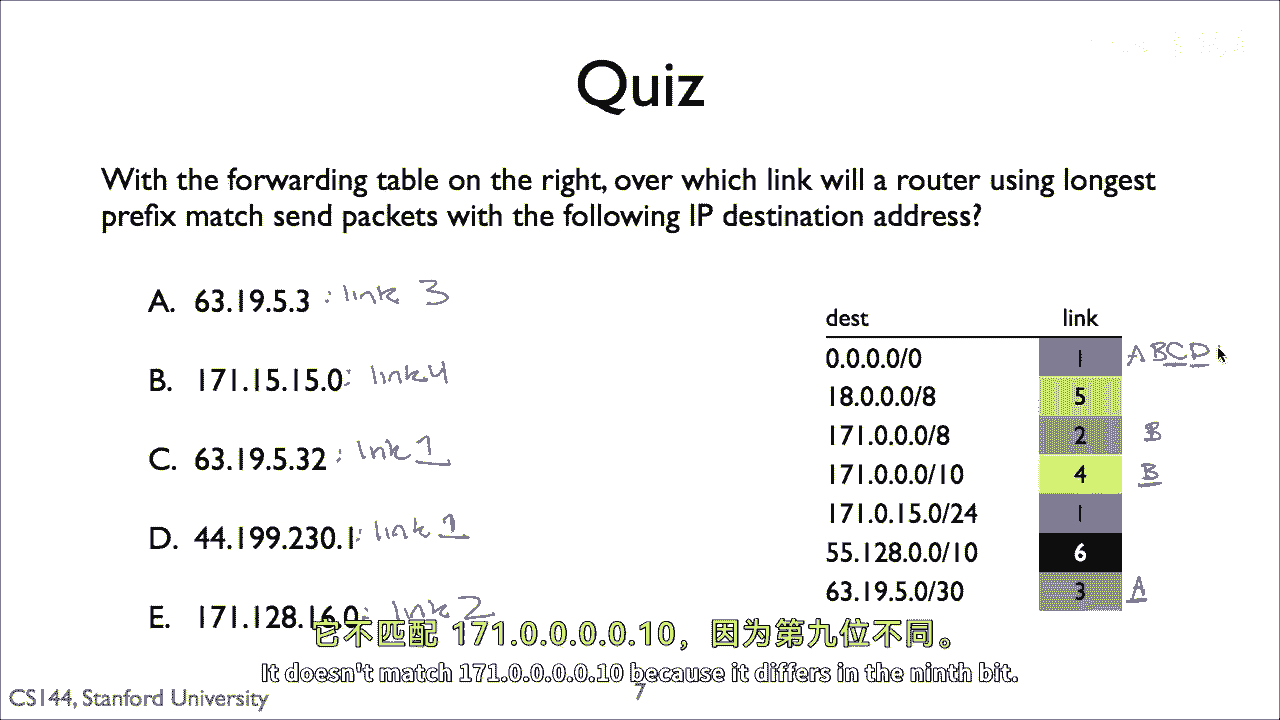 Quiz
With the forwarding table on the right, over which link will a router using longest
prefix match send packets with the following IP destination address?
A. 63.19.5.3 : link 3
B. 171.15.15.0: link 4
C. 63.19.5.32 : link 1
D. 44.199.230.1: link 1
E. 171.128.16.0: link 2
dest link
0.0.0.0/0 1 A B C D
18.0.0.0/8 5
171.0.0.0/8 2 B
171.0.0.0/10 4 B
171.0.15.0/24 1
55.128.0.0/10 6
63.19.5.0/30 3 A
它不匹配 171.0.0.0.0.10，因为第九位不同。
It doesn't match 171.0.0.0.0.10 because it differs in the ninth bit.
CS144, Stanford University 7